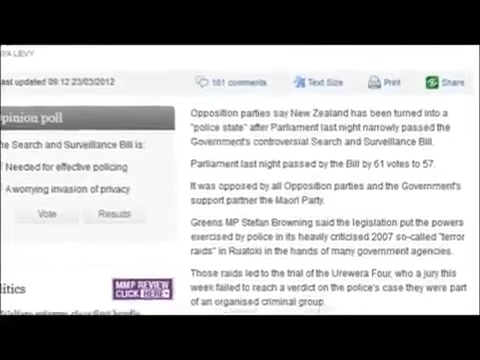 LEVY
last updated 09:12 23/03/2012
161 comments
Text Size
Print
Share
pinion poll
he Search and Surveillance Bill is:
Needed for effective policing
A worrying invasion of privacy
Vote
Results
Opposition parties say New Zealand has been turned into a
"police state" after Parliament last night narrowly passed the
Government's controversial Search and Surveillance Bill.
Parliament last night passed by the Bill by 61 votes to 57.
It was opposed by all Opposition parties and the Government's
support partner the Maori Party.
Greens MP Stefan Browning said the legislation put the powers
exercised by police in its heavily criticised 2007 so-called "terror
raids" in Ruatoki in the hands of many government agencies.
Those raids led to the trial of the Urewera Four, who a jury this
week failed to reach a verdict on the police's case they were part
of an organised criminal group.
litics
MMP REVIEW
CLICK HERE